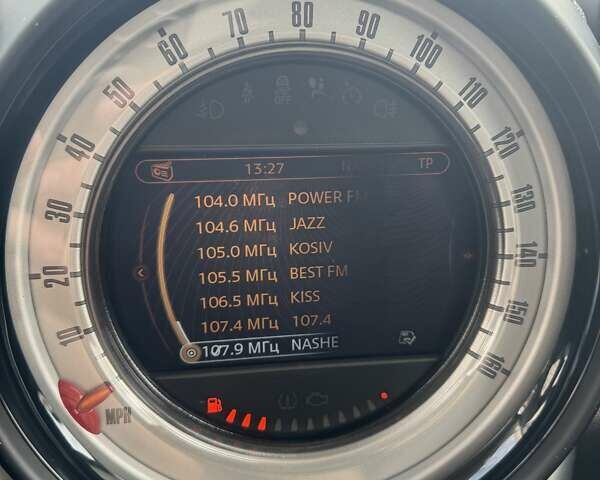 10
20
30
40
50
60
70
80
90
100
110
120
130
140
150
160
MPH
OFF
13:27 TP
104.0 МГц POWER FM
104.6 МГц JAZZ
105.0 МГц KOSIV
105.5 МГц BEST FM
106.5 МГц KISS
107.4 МГц 107.4
107.9 МГц NASHE